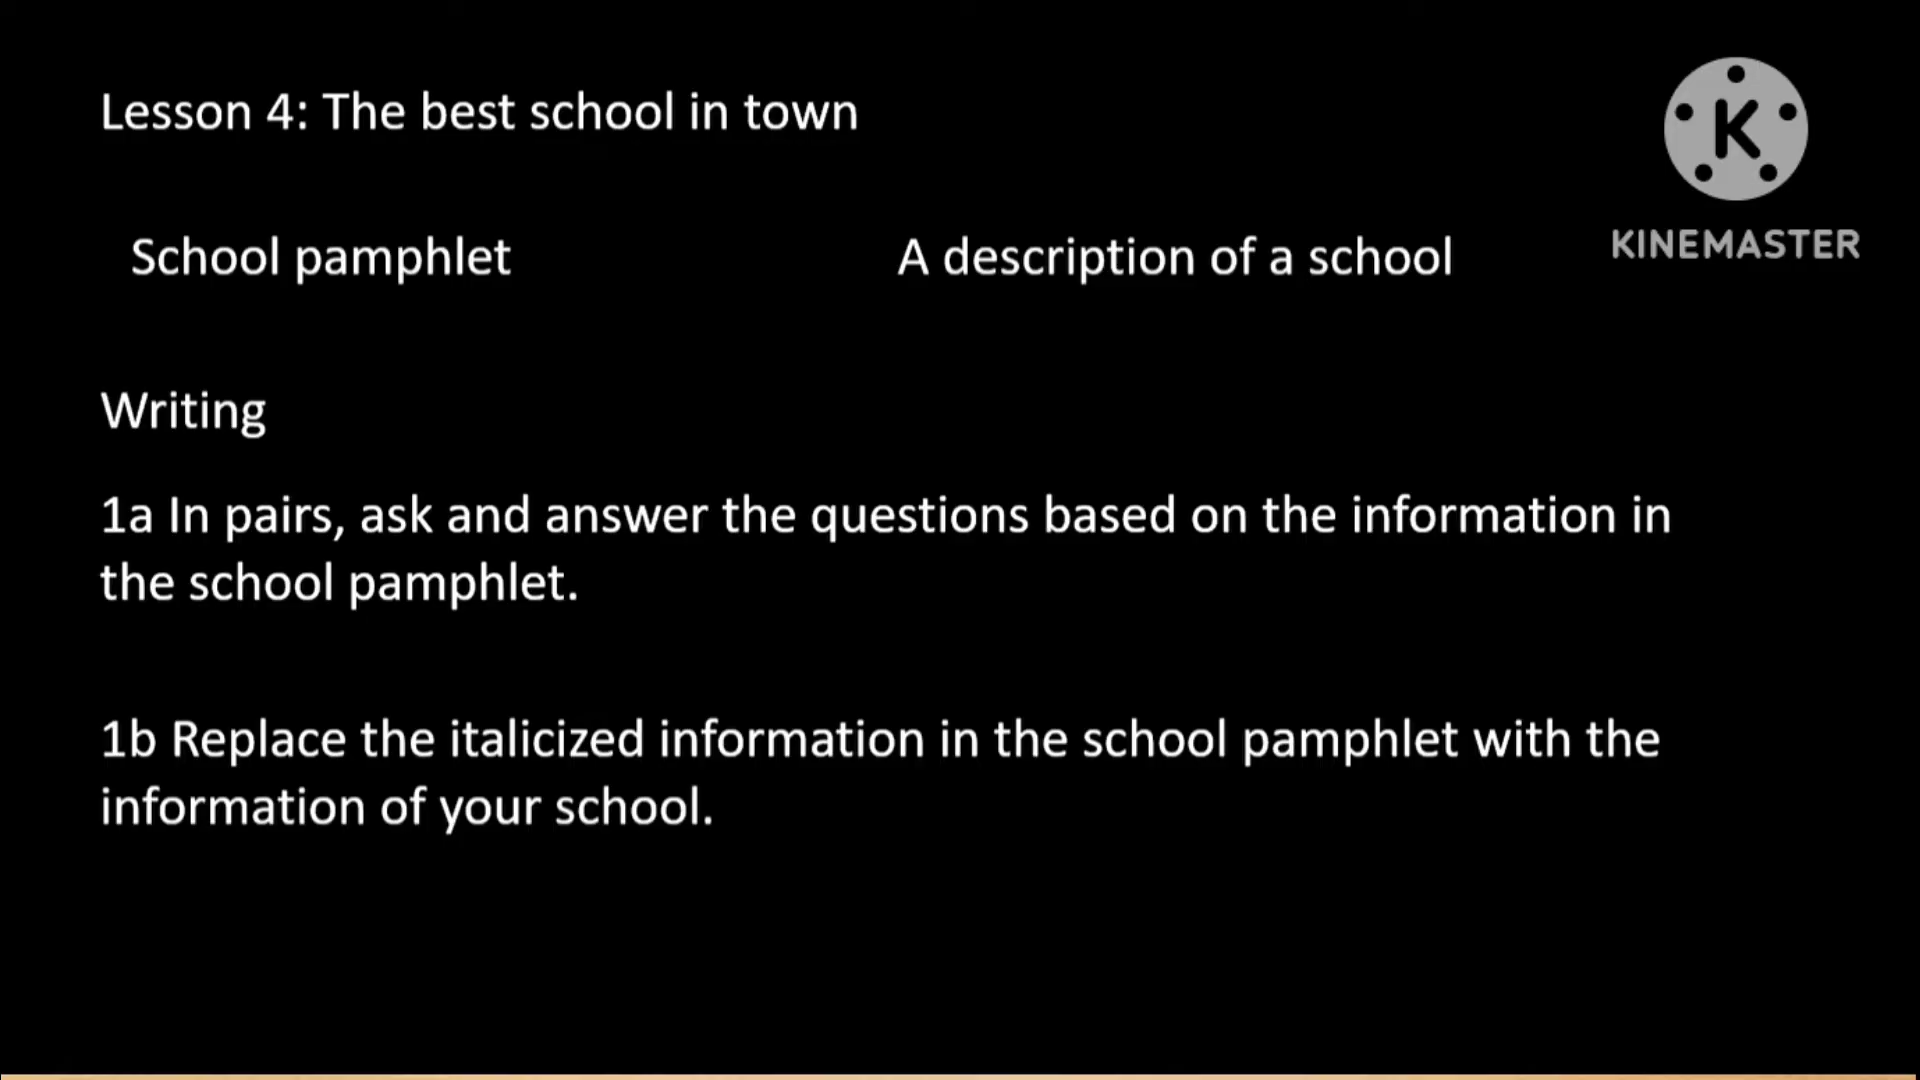 Lesson 4: The best school in town
School pamphlet
A description of a school
KINEMASTER
Writing
1a In pairs, ask and answer the questions based on the information in
the school pamphlet.
1b Replace the italicized information in the school pamphlet with the
information of your school.